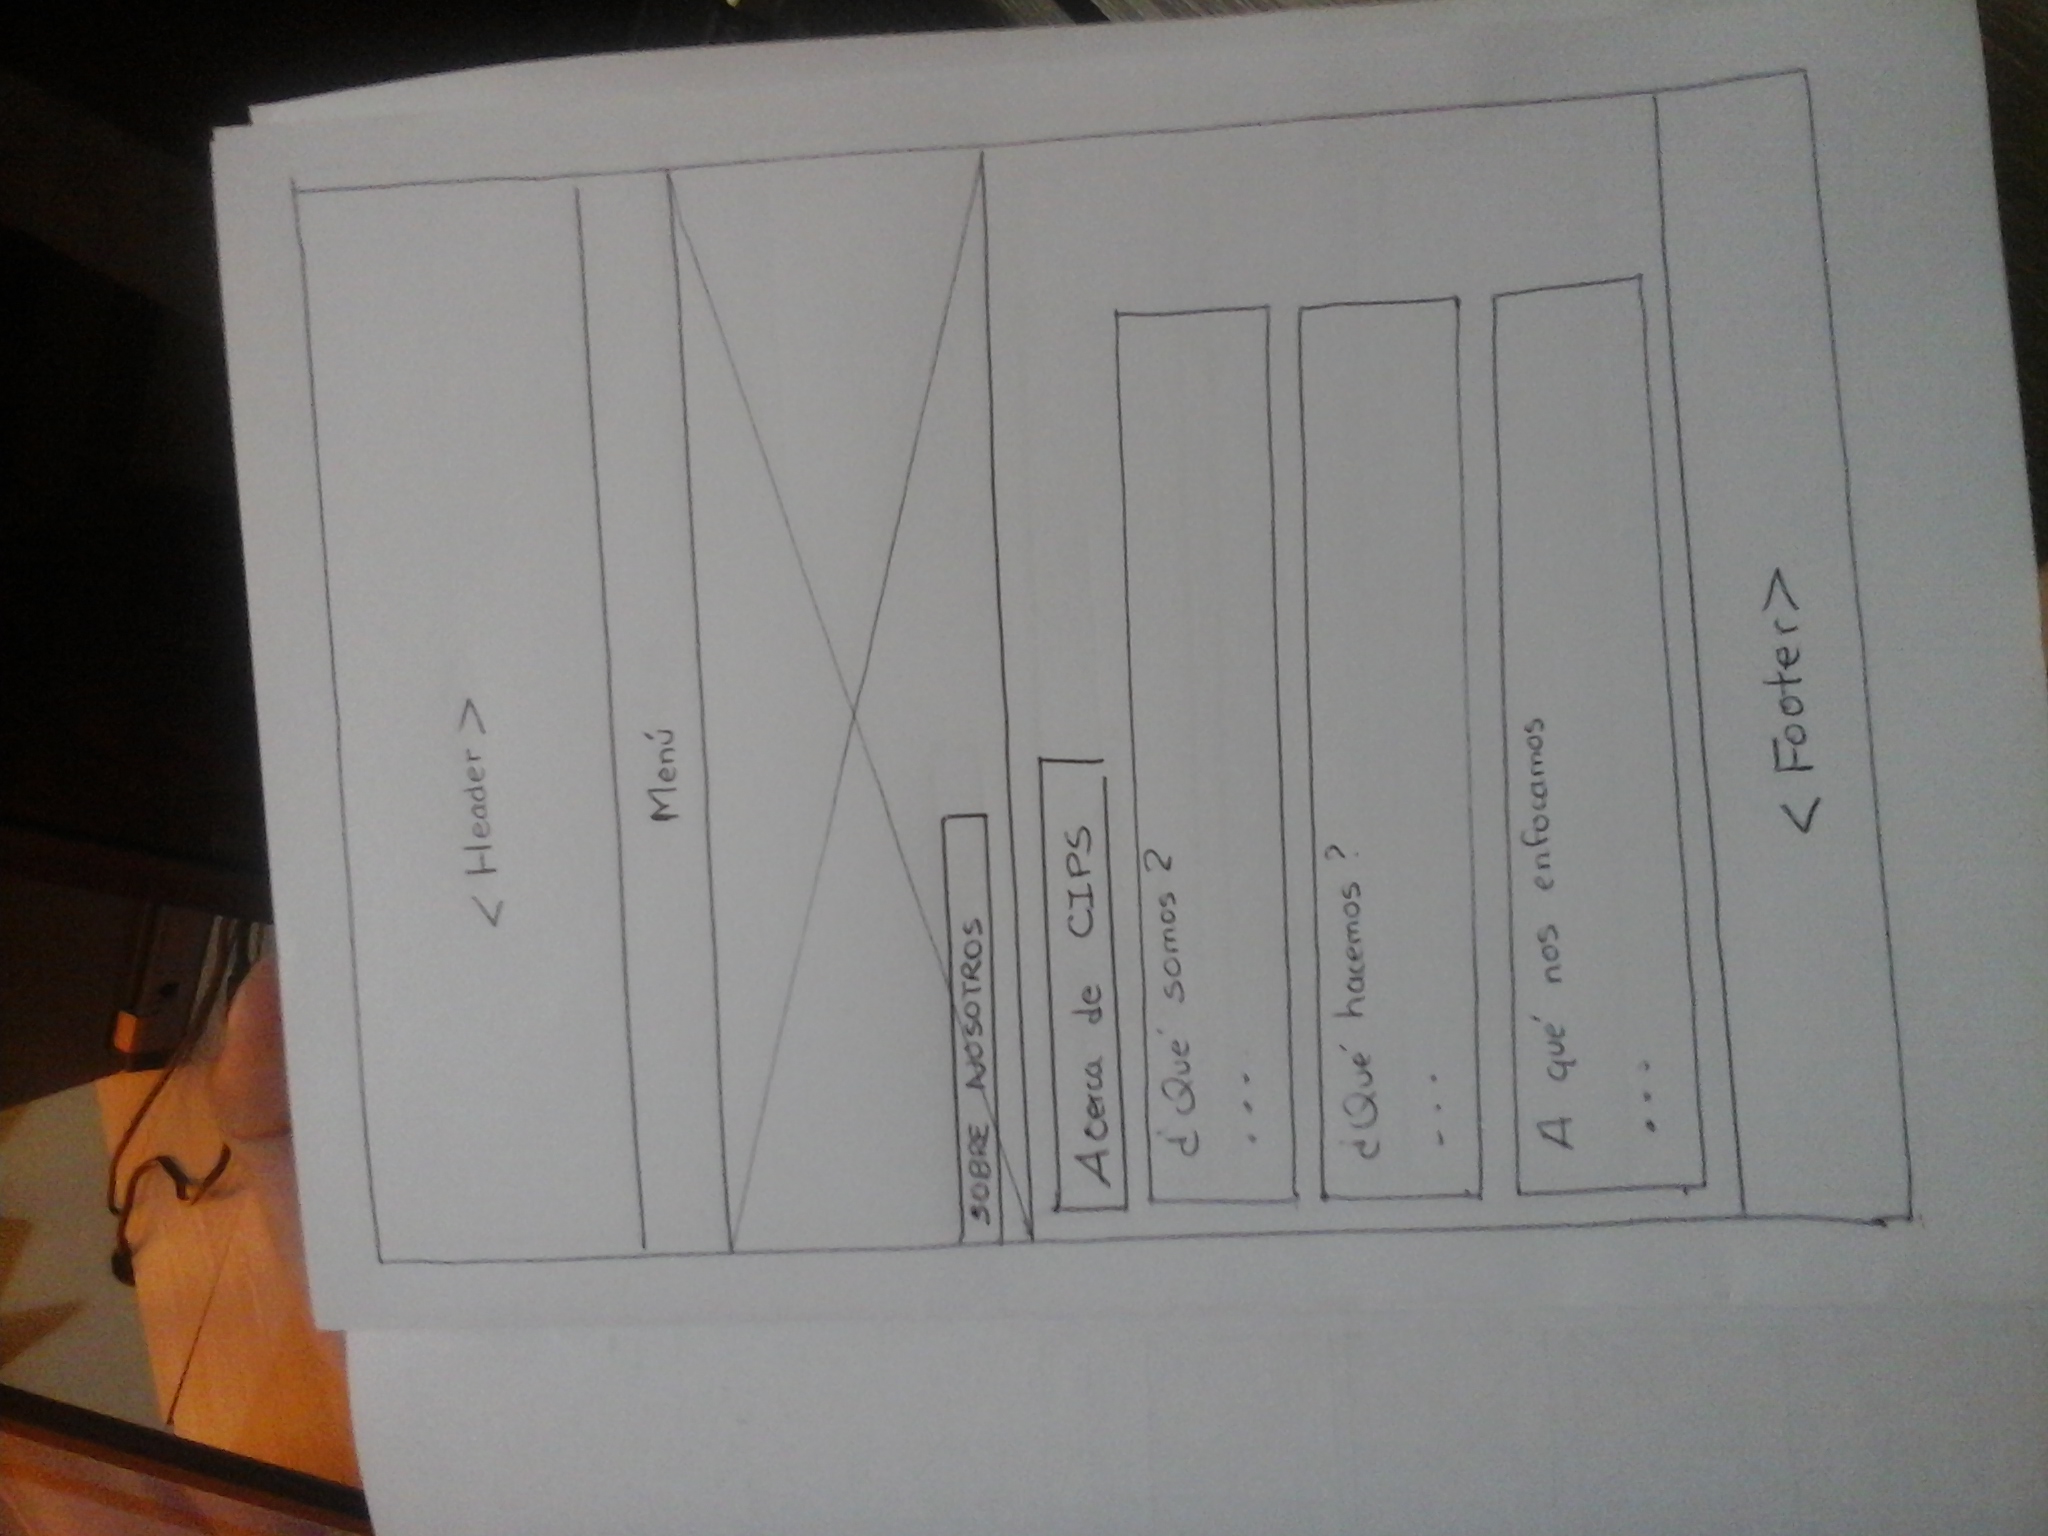 < Header >
Menú
SOBRE NOSOTROS
Acerca de CIPS
¿Qué somos?
...
¿Qué hacemos?
...
A qué nos enfocamos
...
< Footer >